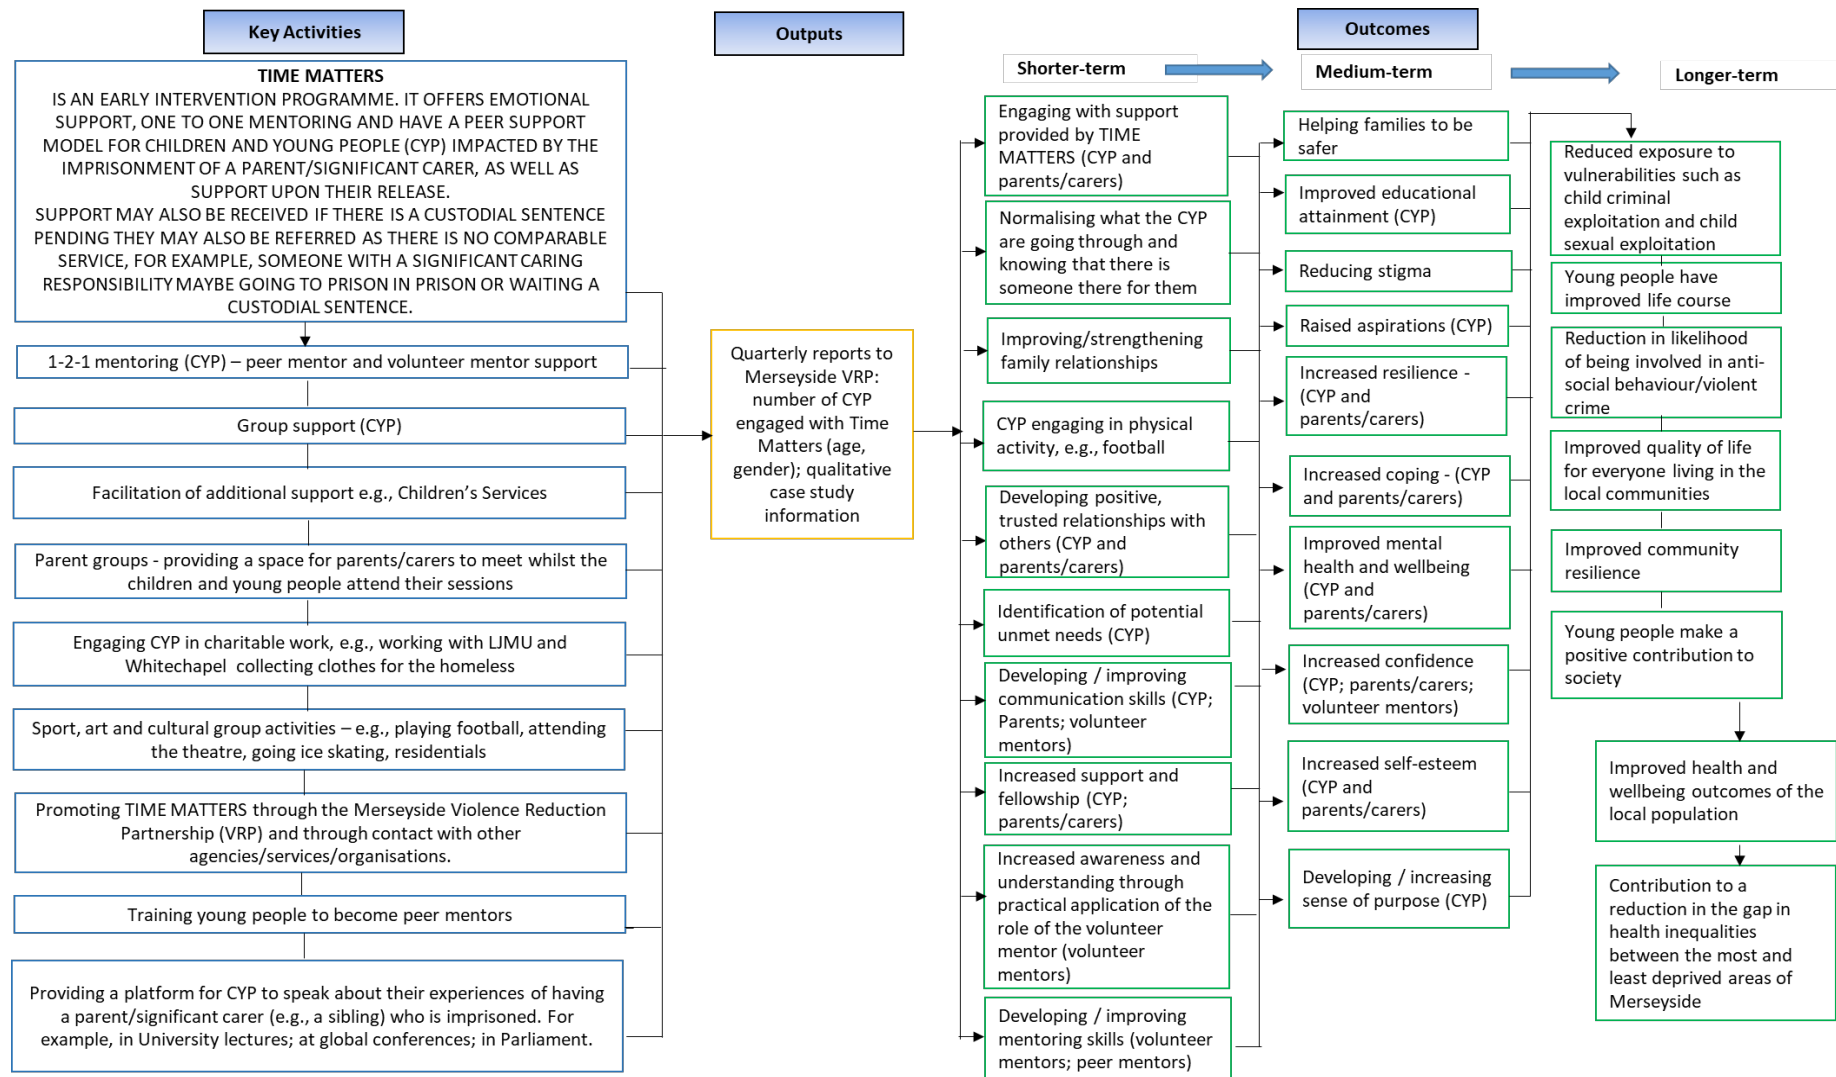 Key Activities
Outputs
Outcomes
Shorter-term
Medium-term
Longer-term
TIME MATTERS
IS AN EARLY INTERVENTION PROGRAMME. IT OFFERS EMOTIONAL
SUPPORT, ONE TO ONE MENTORING AND HAVE A PEER SUPPORT
MODEL FOR CHILDREN AND YOUNG PEOPLE (CYP) IMPACTED BY THE
IMPRISONMENT OF A PARENT/SIGNIFICANT CARER, AS WELL AS
SUPPORT UPON THEIR RELEASE.
SUPPORT MAY ALSO BE RECEIVED IF THERE IS A CUSTODIAL SENTENCE
PENDING THEY MAY ALSO BE REFERRED AS THERE IS NO COMPARABLE
SERVICE, FOR EXAMPLE, SOMEONE WITH A SIGNIFICANT CARING
RESPONSIBILITY MAYBE GOING TO PRISON IN PRISON OR WAITING A
CUSTODIAL SENTENCE.
1-2-1 mentoring (CYP) – peer mentor and volunteer mentor support
Group support (CYP)
Facilitation of additional support e.g., Children's Services
Parent groups - providing a space for parents/carers to meet whilst the
children and young people attend their sessions
Engaging CYP in charitable work, e.g., working with LJMU and
Whitechapel collecting clothes for the homeless
Sport, art and cultural group activities – e.g., playing football, attending
the theatre, going ice skating, residentials
Promoting TIME MATTERS through the Merseyside Violence Reduction
Partnership (VRP) and through contact with other
agencies/services/organisations.
Training young people to become peer mentors
Providing a platform for CYP to speak about their experiences of having
a parent/significant carer (e.g., a sibling) who is imprisoned. For
example, in University lectures; at global conferences; in Parliament.
Quarterly reports to
Merseyside VRP:
number of CYP
engaged with Time
Matters (age,
gender); qualitative
case study
information
Engaging with support
provided by TIME
MATTERS (CYP and
parents/carers)
Normalising what the CYP
are going through and
knowing that there is
someone there for them
Improving/strengthening
family relationships
CYP engaging in physical
activity, e.g., football
Developing positive,
trusted relationships with
others (CYP and
parents/carers)
Identification of potential
unmet needs (CYP)
Developing / improving
communication skills (CYP;
Parents; volunteer
mentors)
Increased support and
fellowship (CYP;
parents/carers)
Increased awareness and
understanding through
practical application of the
role of the volunteer
mentor (volunteer
mentors)
Developing / improving
mentoring skills (volunteer
mentors; peer mentors)
Helping families to be
safer
Improved educational
attainment (CYP)
Reducing stigma
Raised aspirations (CYP)
Increased resilience -
(CYP and
parents/carers)
Increased coping - (CYP
and parents/carers)
Improved mental
health and wellbeing
(CYP and
parents/carers)
Increased confidence
(CYP; parents/carers;
volunteer mentors)
Increased self-esteem
(CYP and
parents/carers)
Developing / increasing
sense of purpose (CYP)
Reduced exposure to
vulnerabilities such as
child criminal
exploitation and child
sexual exploitation
Young people have
improved life course
Reduction in likelihood
of being involved in anti-
social behaviour/violent
crime
Improved quality of life
for everyone living in the
local communities
Improved community
resilience
Young people make a
positive contribution to
society
Improved health and
wellbeing outcomes of the
local population
Contribution to a
reduction in the gap in
health inequalities
between the most and
least deprived areas of
Merseyside